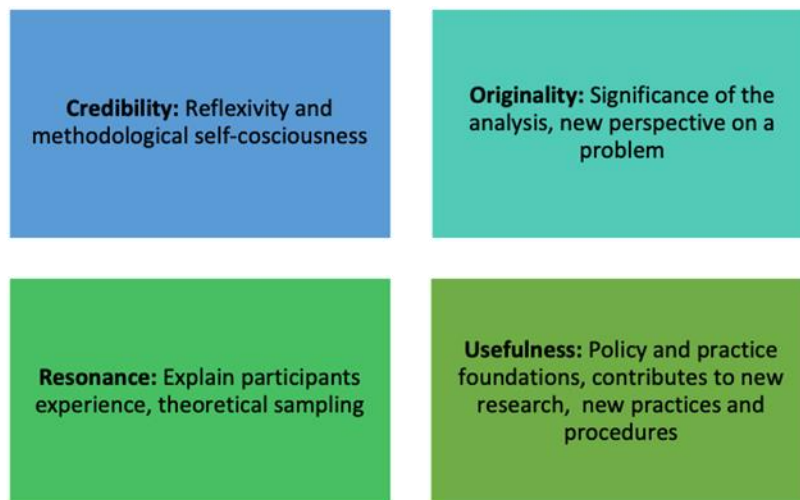 Credibility: Reflexivity and
methodological self-cosciousness
Originality: Significance of the
analysis, new perspective on a
problem
Resonance: Explain participants
experience, theoretical sampling
Usefulness: Policy and practice
foundations, contributes to new
research, new practices and
procedures